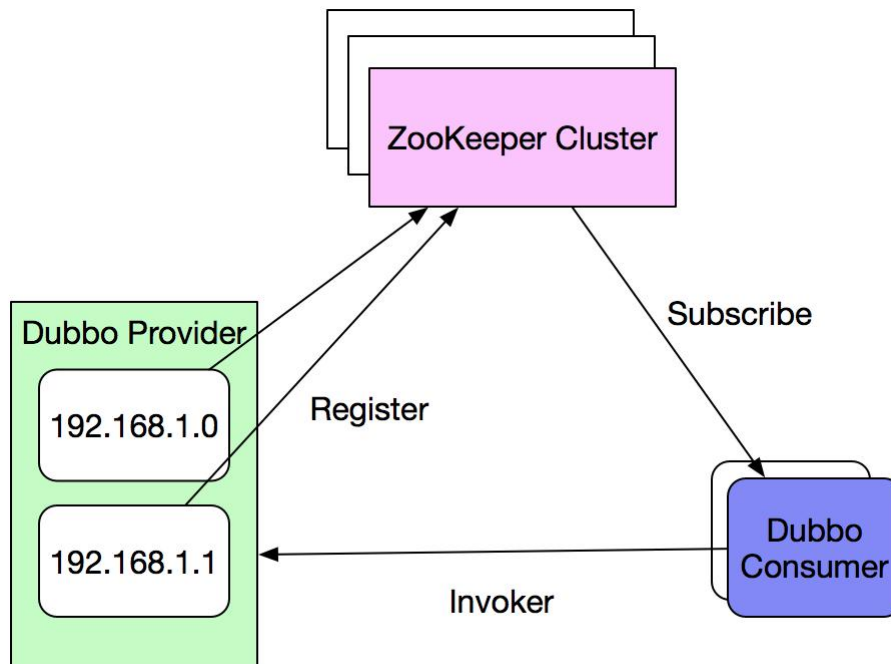 ZooKeeper Cluster
Subscribe
Dubbo Provider
192.168.1.0
Register
192.168.1.1
Dubbo
Consumer
Invoker